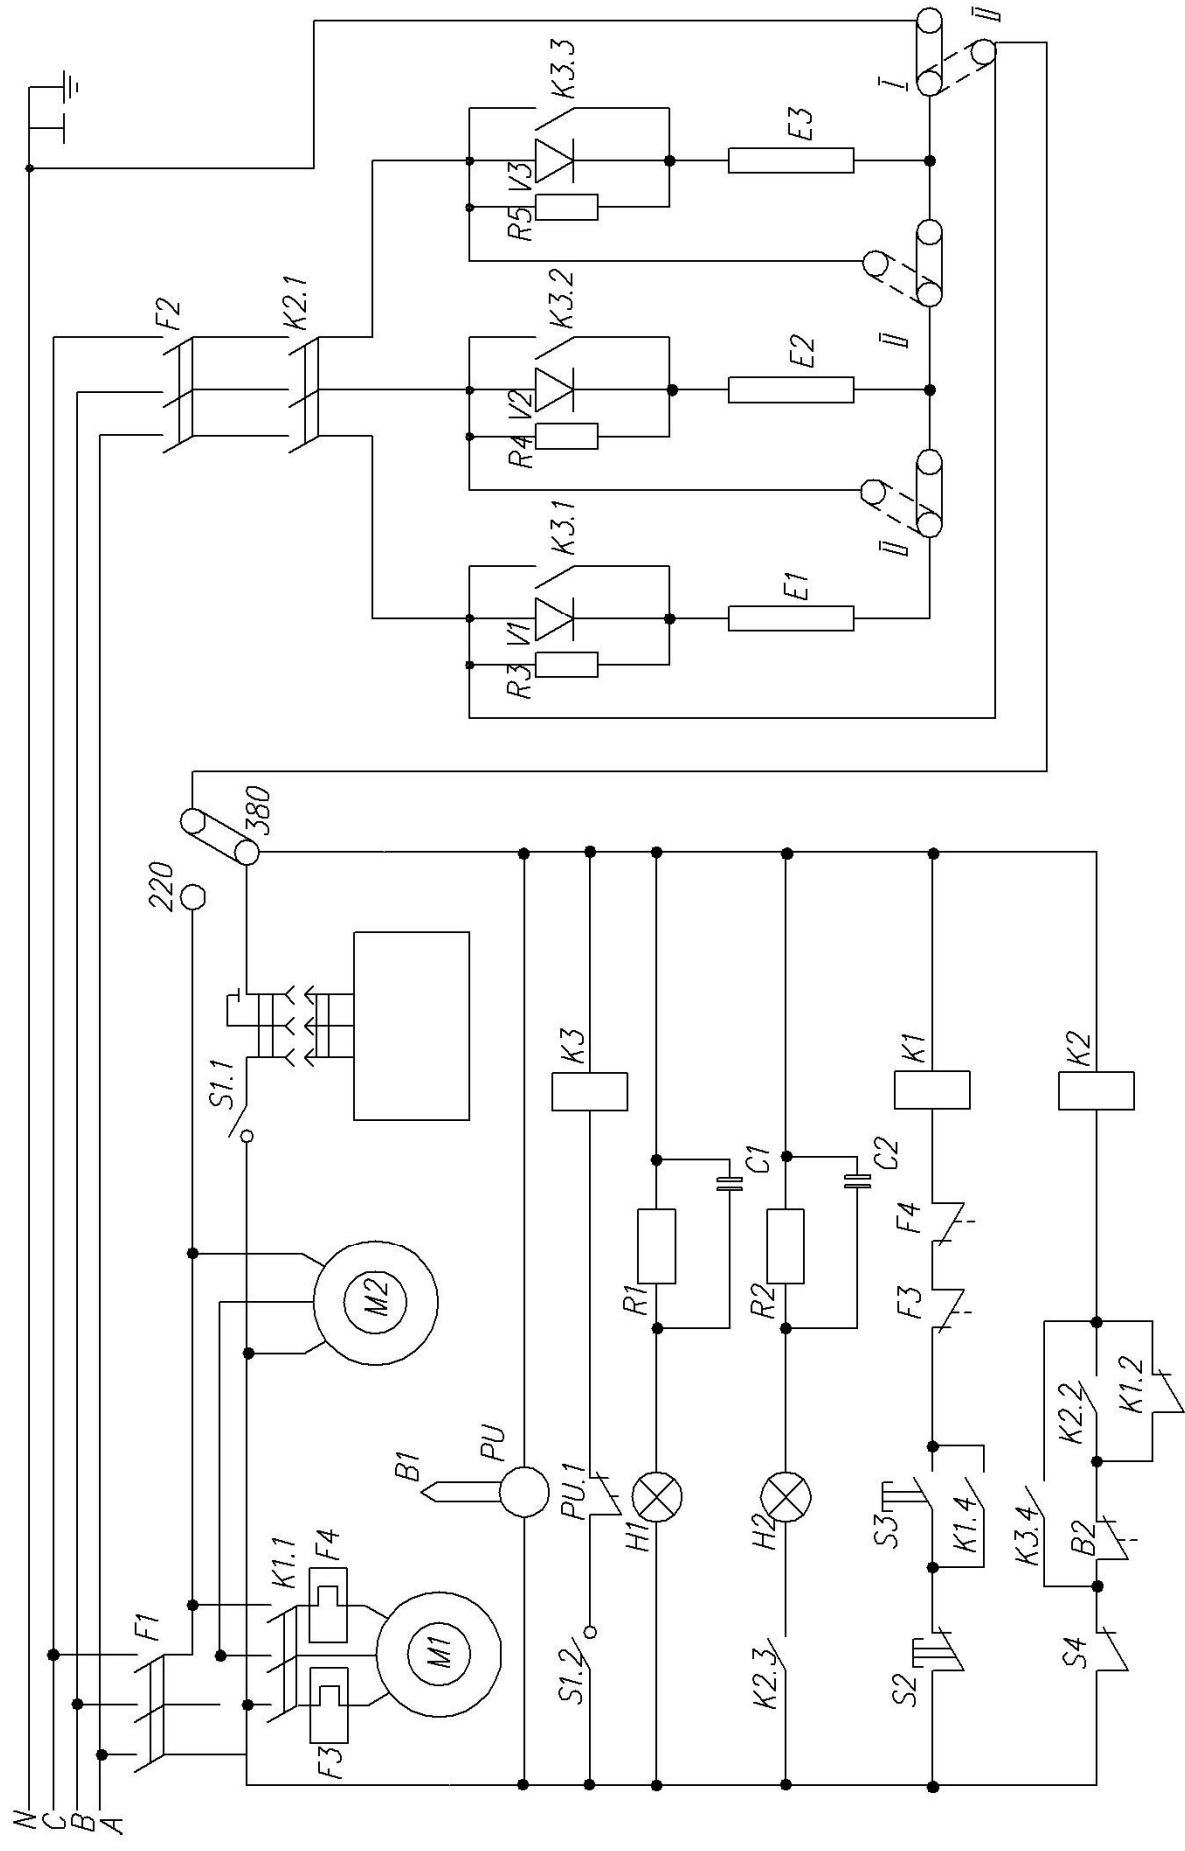 N
C
B
A
F1
F2
K2.1
K1.1
F3
F4
M1
M2
S1.1
220
380
B1
PU
S1.2
PU.1
K3
H1
R1
C1
K2.3
H2
R2
C2
S2
S3
K1.4
F3
F4
K1
S4
B2
K3.4
K2.2
K1.2
K2
R3
V1
K3.1
E1
R4
V2
K3.2
E2
R5
V3
K3.3
E3
II
II
I
II